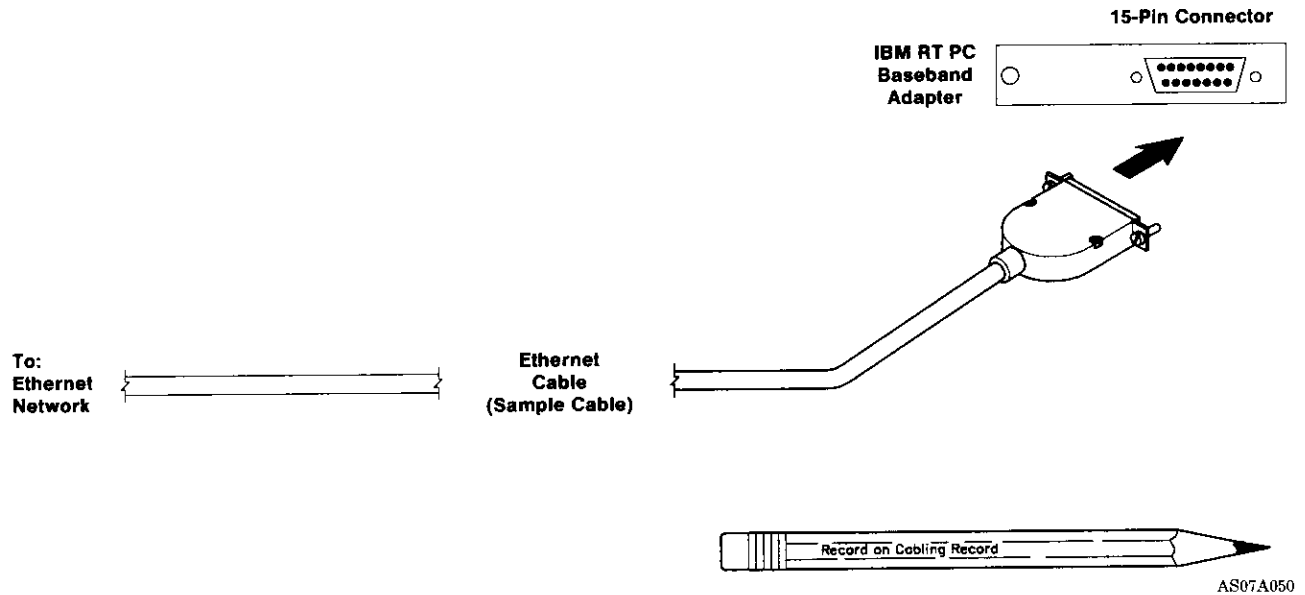 15-Pin Connector
IBM RT PC
Baseband
Adapter
To:
Ethernet
Network
Ethernet
Cable
(Sample Cable)
Record on Cabling Record
AS07A050